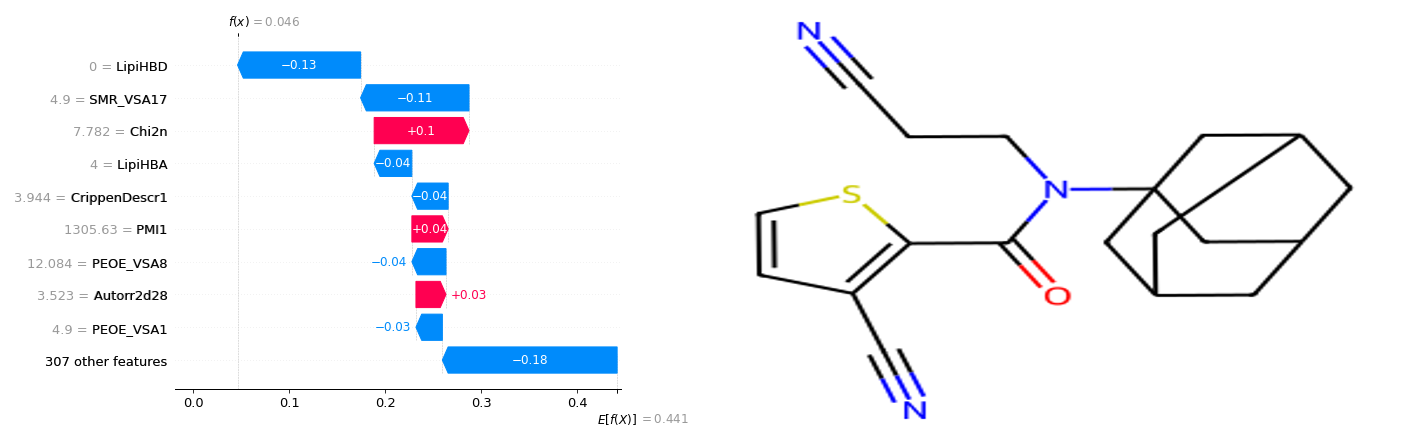 f(x) = 0.046
0 = LipiHBD
−0.13
4.9 = SMR_VSA17
−0.11
7.782 = Chi2n
+0.1
4 = LipiHBA
−0.04
3.944 = CrippenDescr1
−0.04
1305.63 = PMI1
+0.04
12.084 = PEOE_VSA8
−0.04
3.523 = Autorr2d28
+0.03
4.9 = PEOE_VSA1
−0.03
307 other features
−0.18
0.0 0.1 0.2 0.3 0.4
E[f(X)] = 0.441
N
S
N
O
N